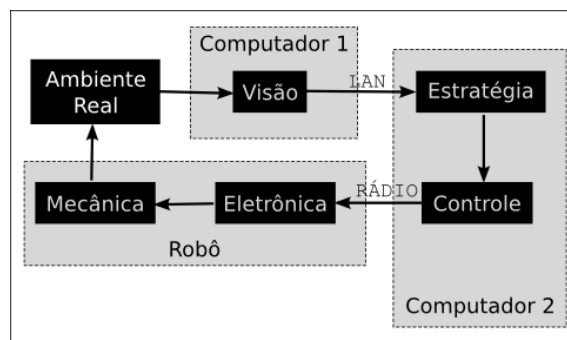 Computador 1
Ambiente
Real
Visão
LAN
Estratégia
Mecânica
Eletrônica
RÁDIO
Controle
Robô
Computador 2